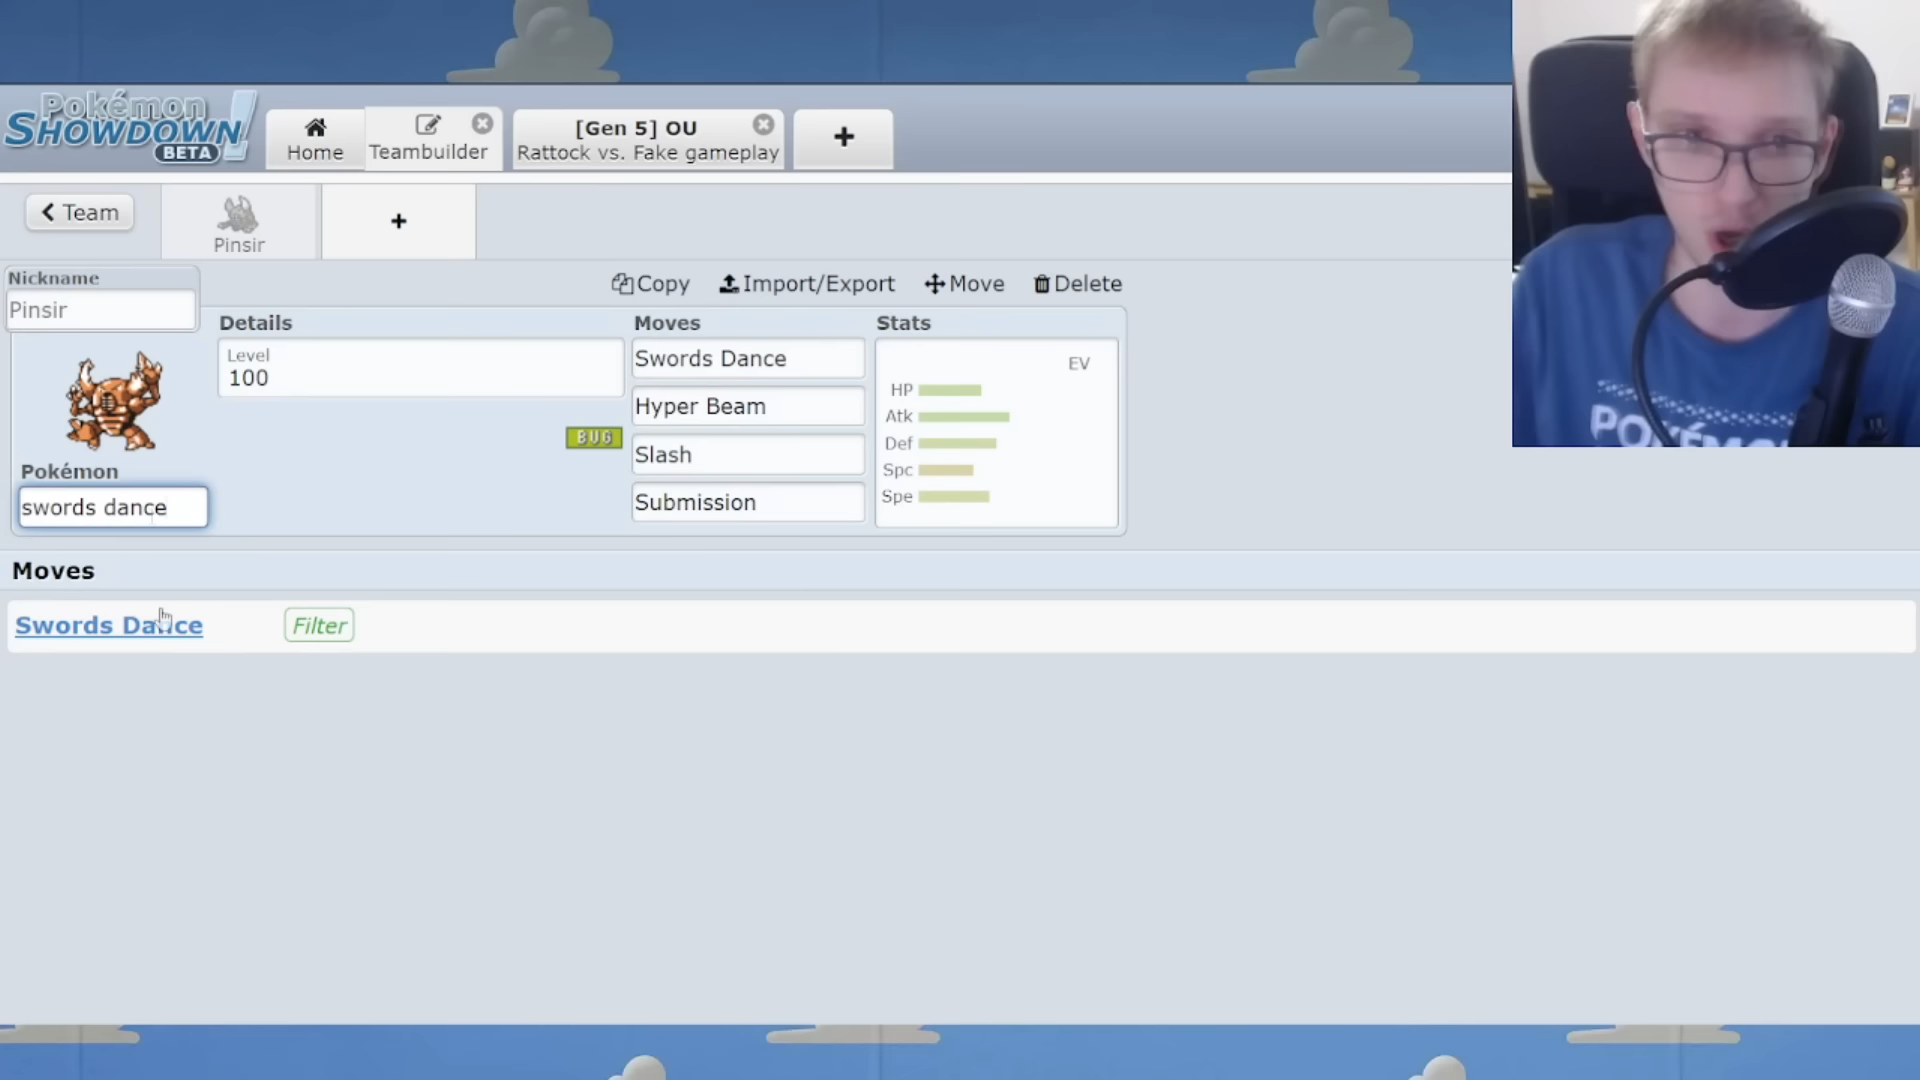 Pokémon
SHOWDOWN!
BETA
Home
Teambuilder
[Gen 5] OU
Rattock vs. Fake gameplay
+
Team
Pinsir
+
Nickname
Pinsir
Copy
Import/Export
Move
Delete
Details
Level
100
BUG
Moves
Swords Dance
Hyper Beam
Slash
Submission
Stats
EV
HP
Atk
Def
Spc
Spe
Pokémon
swords dance
Moves
Swords Dance
Filter